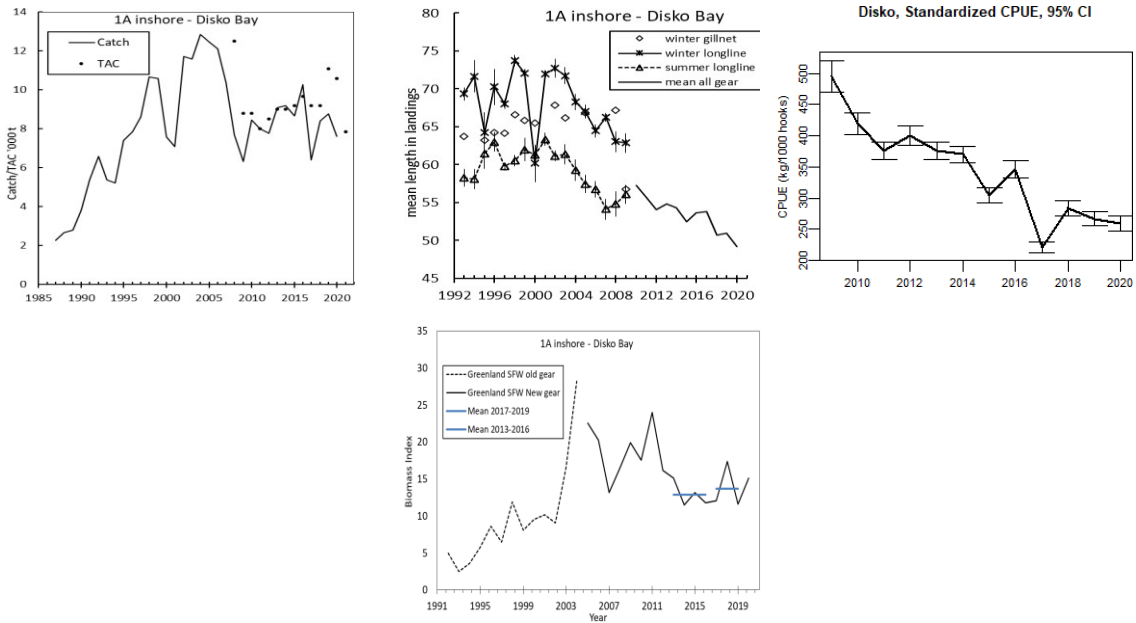 1A inshore - Disko Bay
Catch
TAC
Catch/TAC '000t
14
12
10
8
6
4
2
0
1985 1990 1995 2000 2005 2010 2015 2020
1A inshore - Disko Bay
winter gillnet
winter longline
summer longline
mean all gear
mean length in landings
80
75
70
65
60
55
50
45
1992 1996 2000 2004 2008 2012 2016 2020
Disko, Standardized CPUE, 95% CI
CPUE (kg/1000 hooks)
500
450
400
350
300
250
200
2010 2012 2014 2016 2018 2020
1A inshore - Disko Bay
Greenland SFW old gear
Greenland SFW New gear
Mean 2017-2019
Mean 2013-2016
Biomass Index
35
30
25
20
15
10
5
0
1991 1995 1999 2003 2007 2011 2015 2019
Year